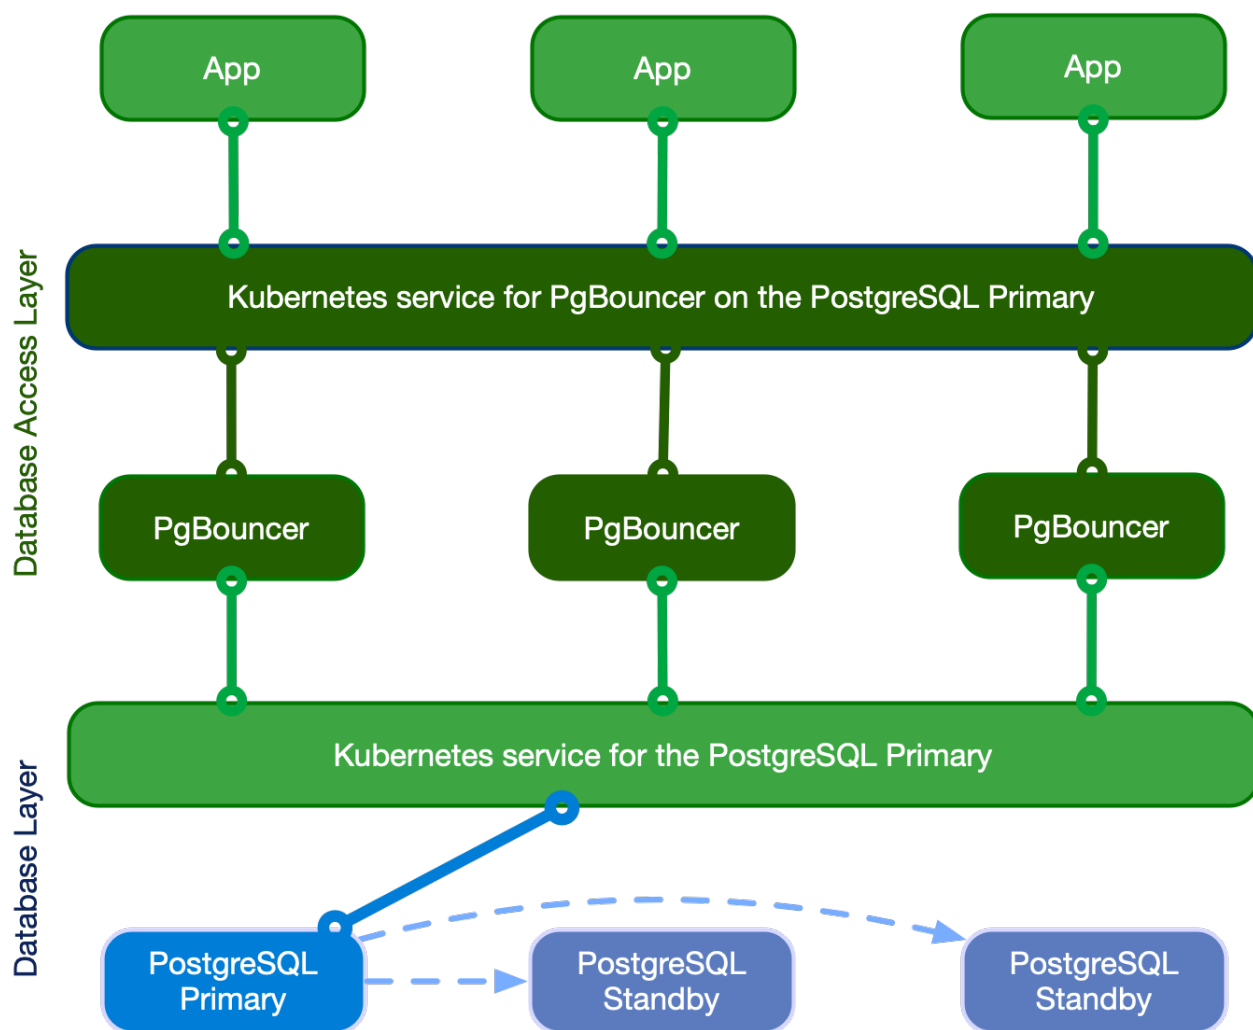 App
App
App
Database Access Layer
Kubernetes service for PgBouncer on the PostgreSQL Primary
PgBouncer
PgBouncer
PgBouncer
Database Layer
Kubernetes service for the PostgreSQL Primary
PostgreSQL
Primary
PostgreSQL
Standby
PostgreSQL
Standby